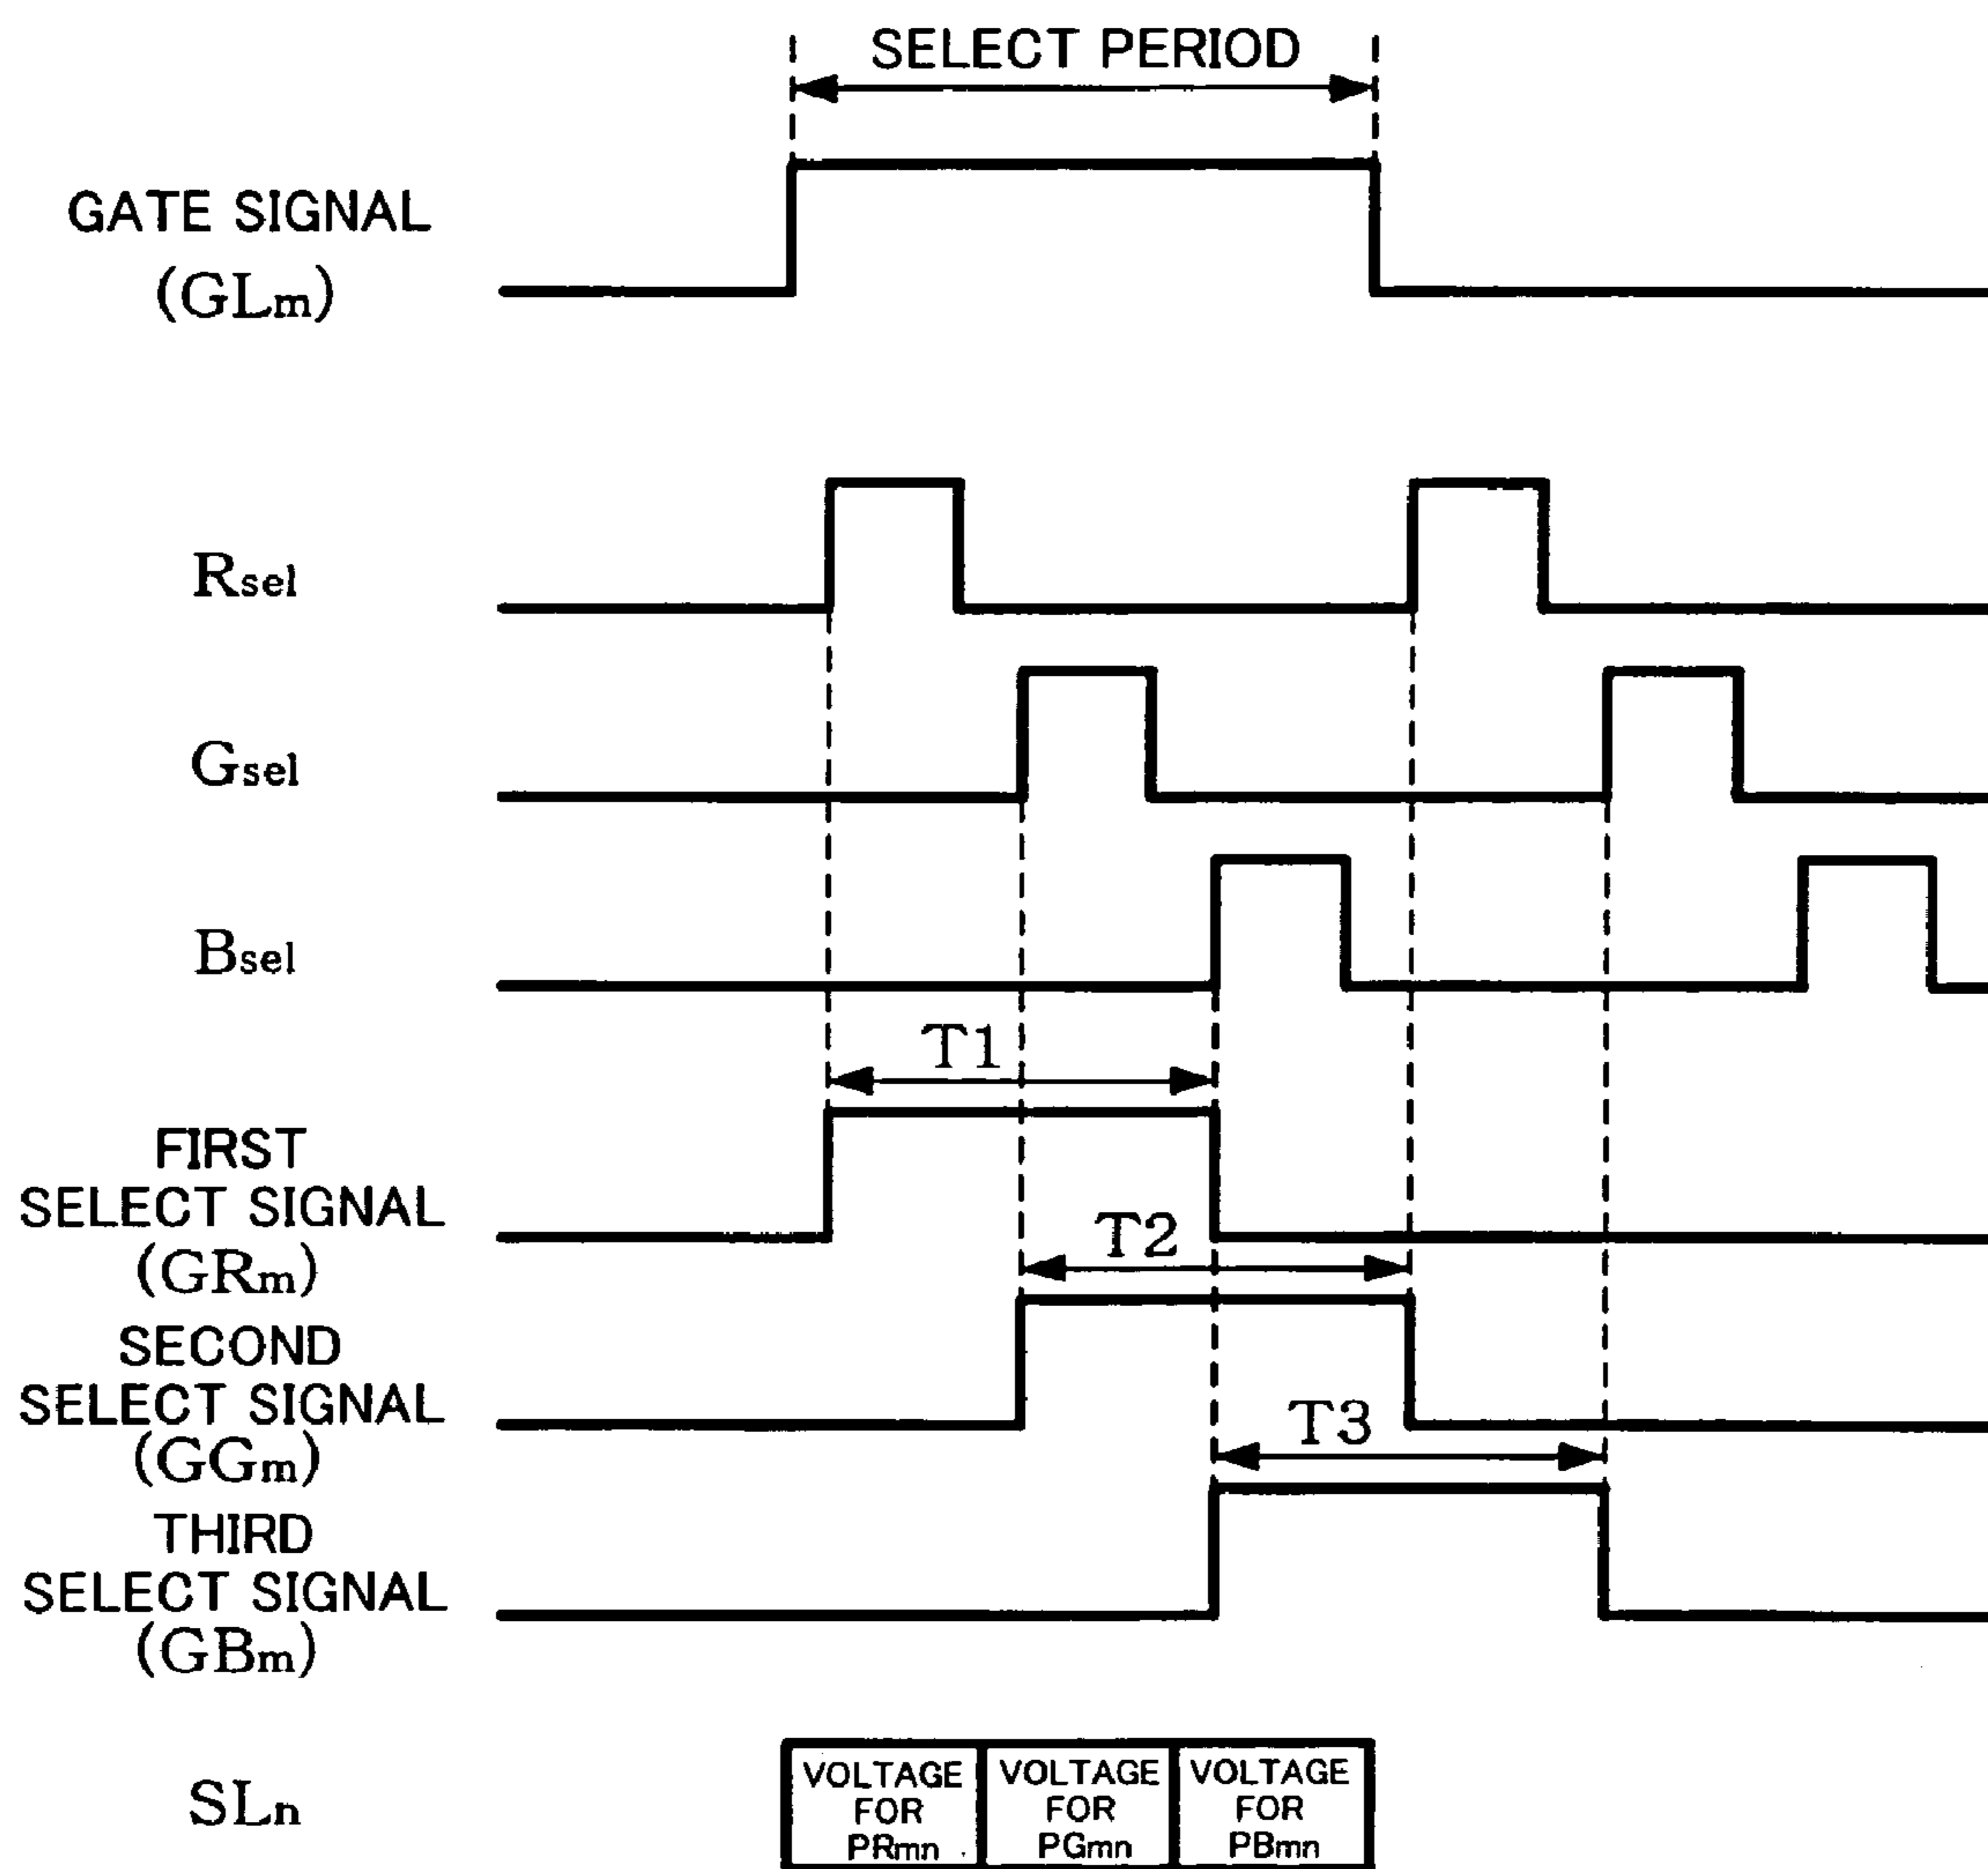 SELECT PERIOD
GATE SIGNAL
(GLm)
Rsel
Gsel
Bsel
T1
FIRST
SELECT SIGNAL
(GRm)
T2
SECOND
SELECT SIGNAL
(GGm)
T3
THIRD
SELECT SIGNAL
(GBm)
SLn
VOLTAGE
FOR
PRmn
VOLTAGE
FOR
PGmn
VOLTAGE
FOR
PBmn